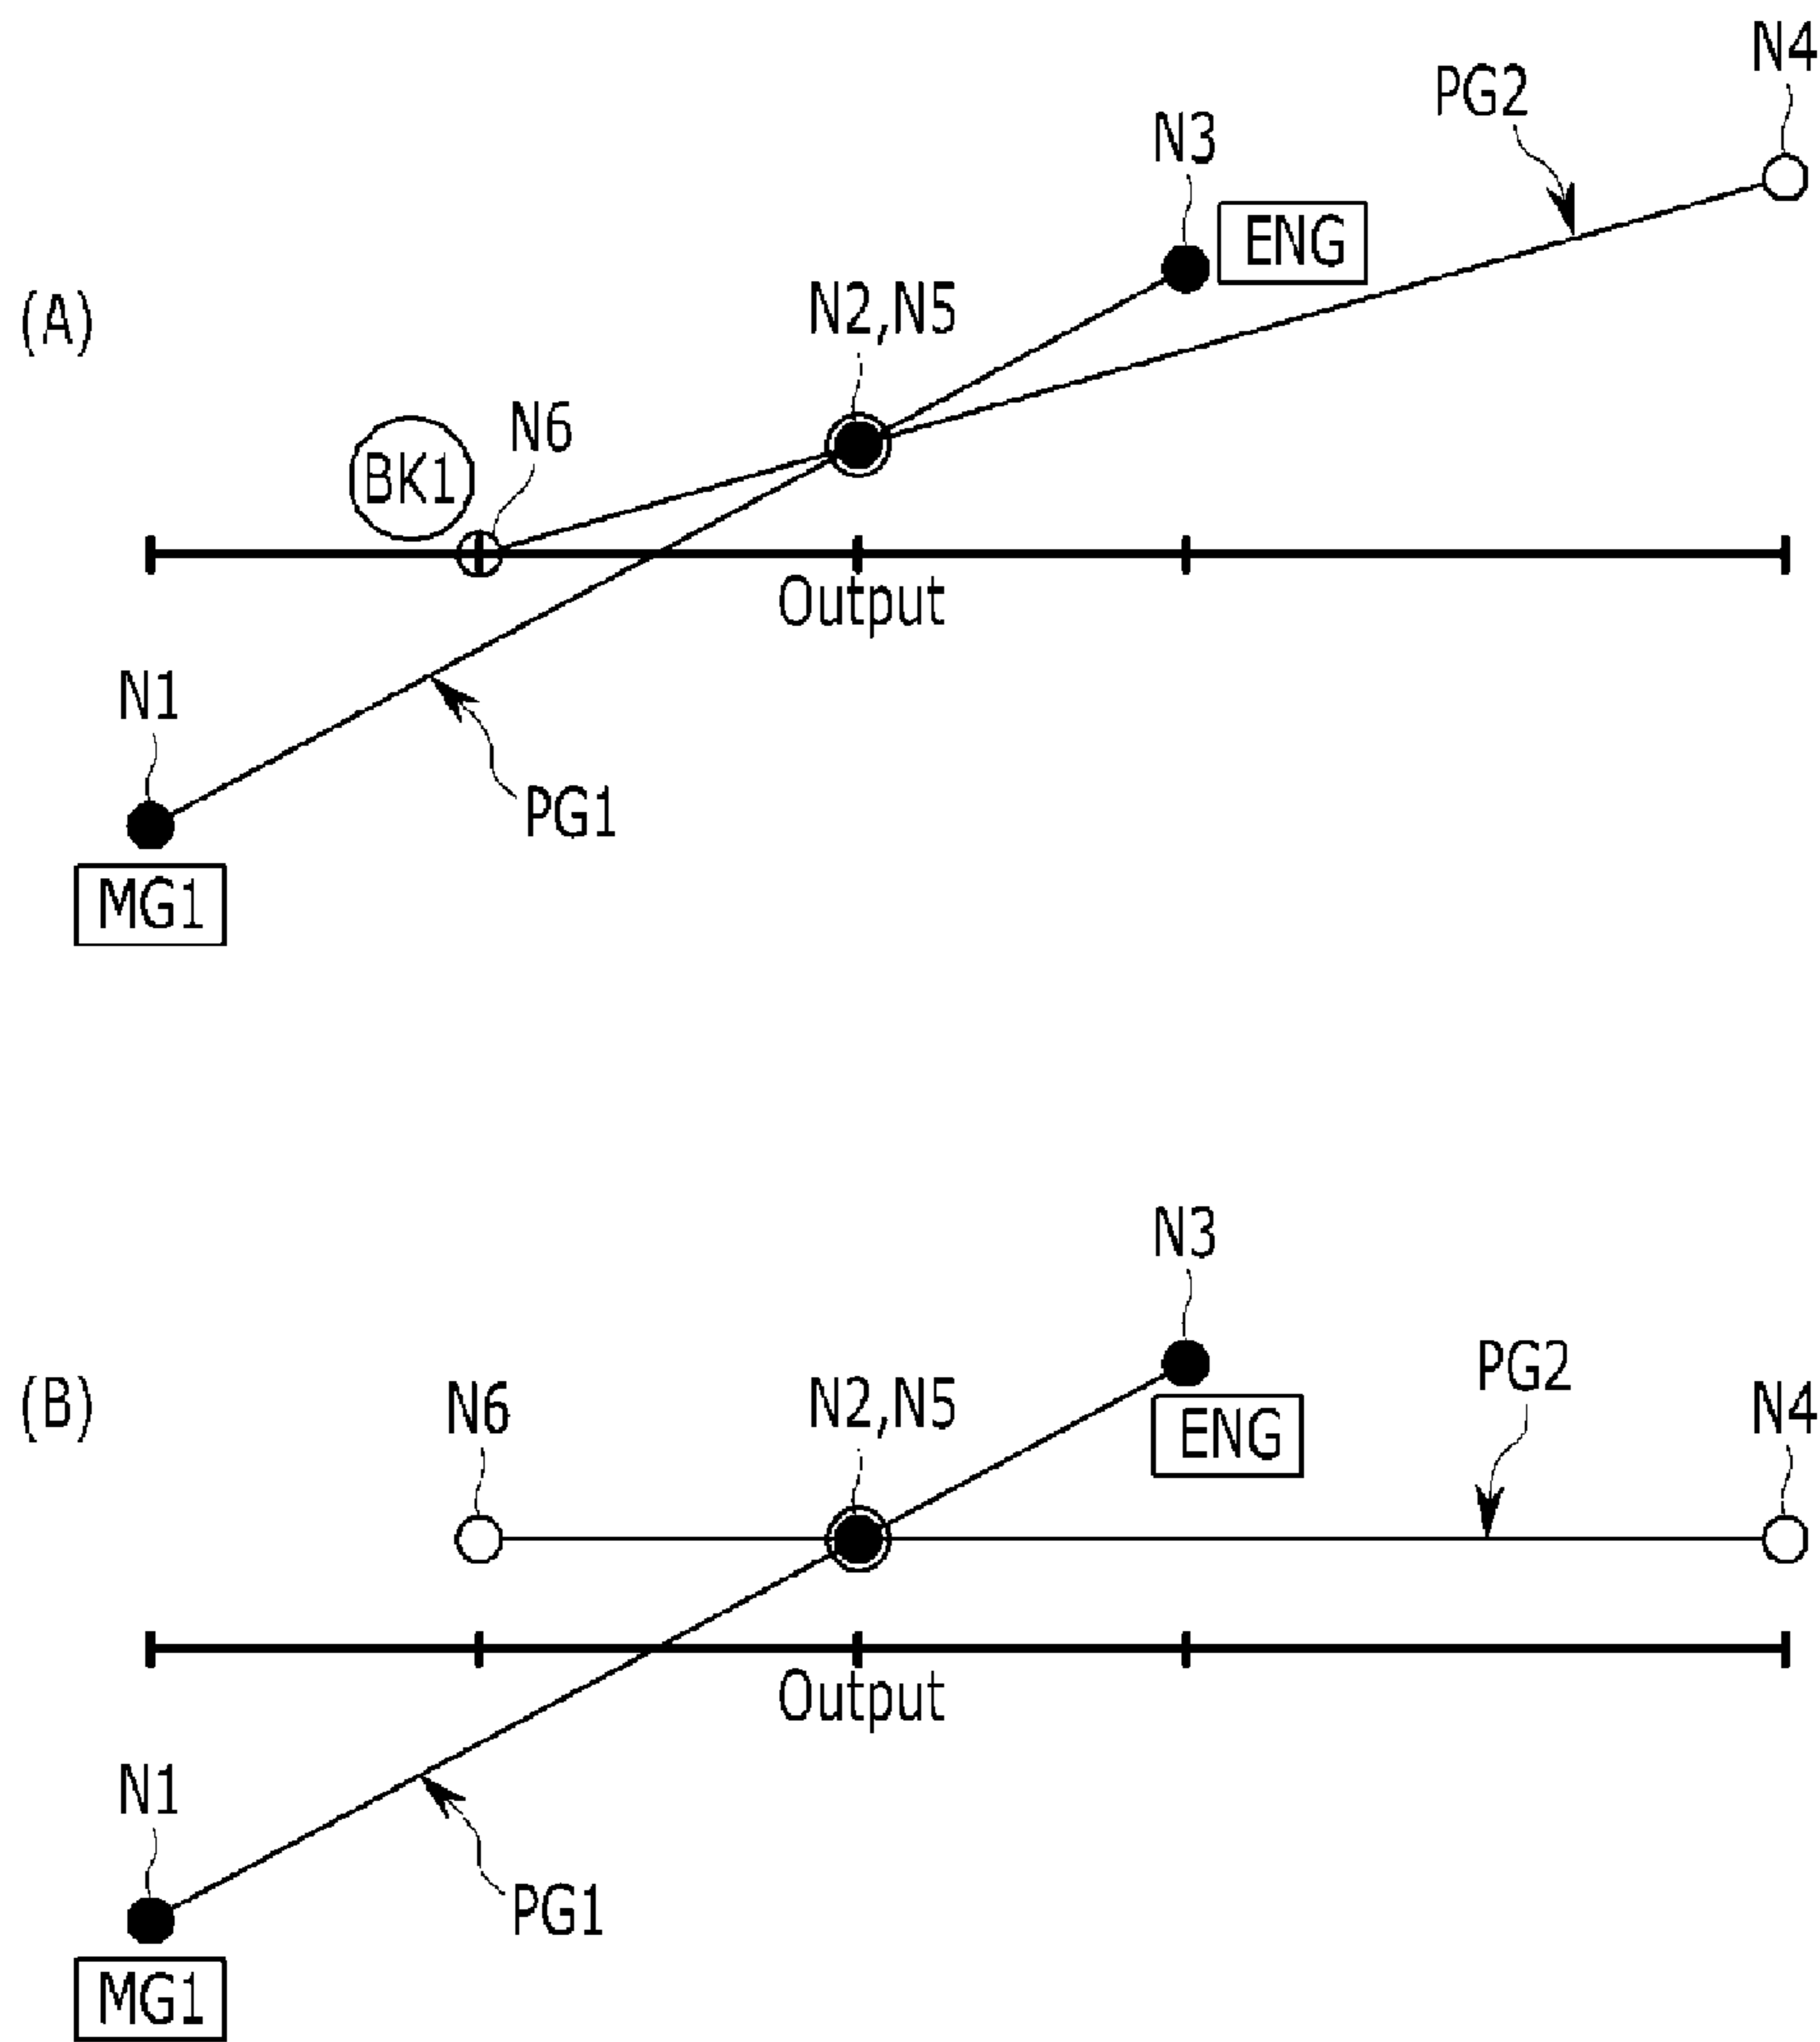 N4
PG2
N3
ENG
(A)
N2,N5
N6
BK1
Output
N1
PG1
MG1
N3
PG2
(B)
N6
N2,N5
ENG
N4
Output
N1
PG1
MG1